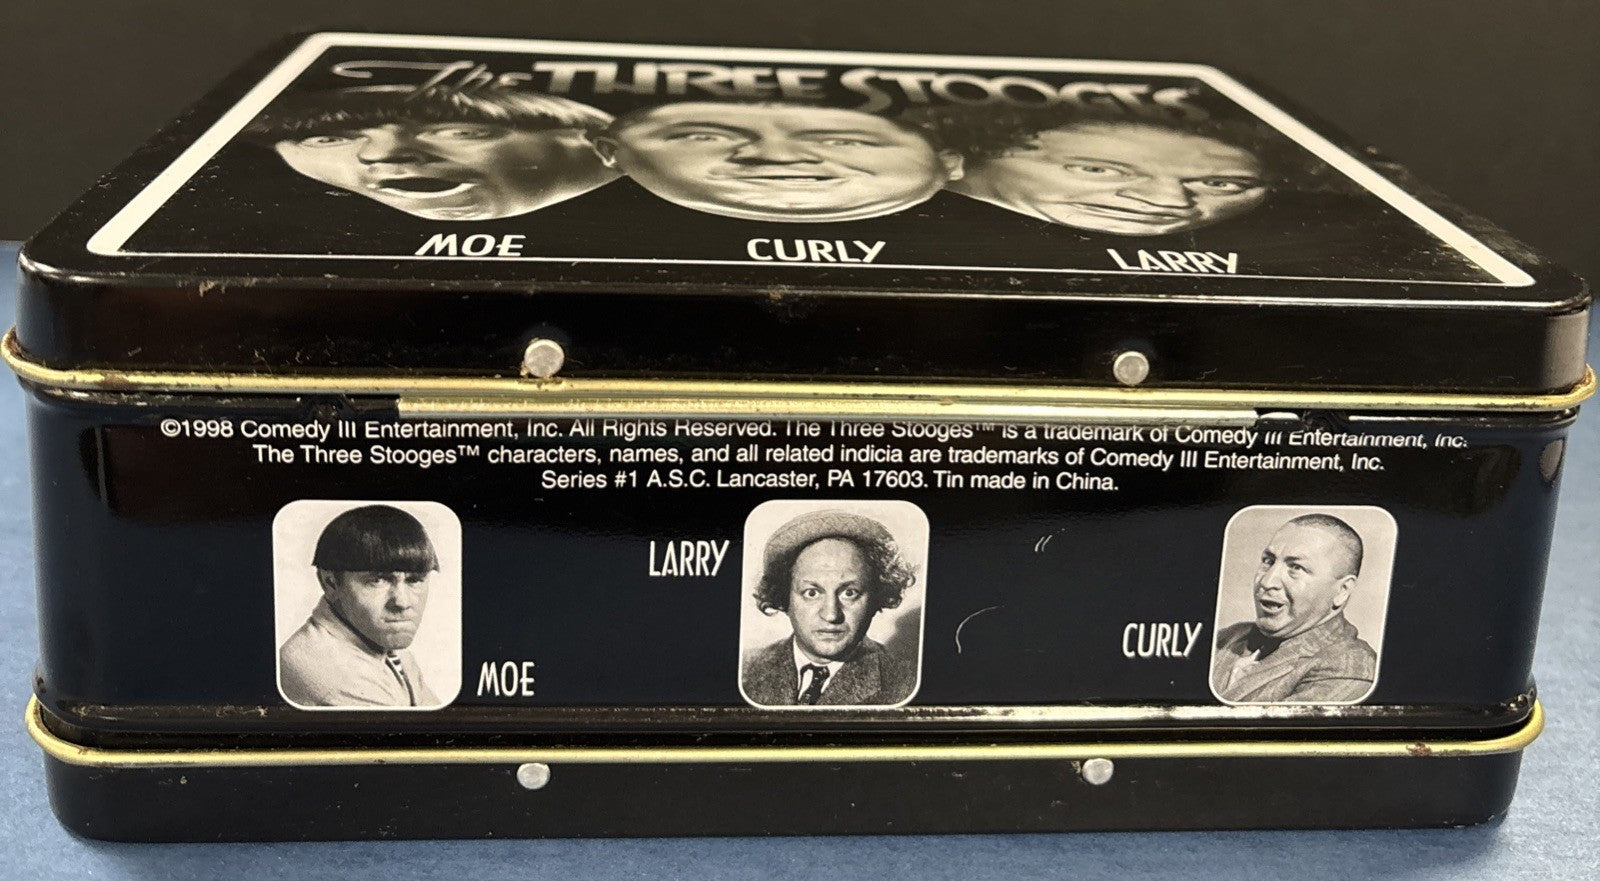 The THREE STOOGES
MOE CURLY LARRY
©1998 Comedy III Entertainment, Inc. All Rights Reserved. The Three Stooges™ is a trademark of Comedy III Entertainment, Inc.
The Three Stooges™ characters, names, and all related indicia are trademarks of Comedy III Entertainment, Inc.
Series #1 A.S.C. Lancaster, PA 17603. Tin made in China.
LARRY
CURLY
MOE